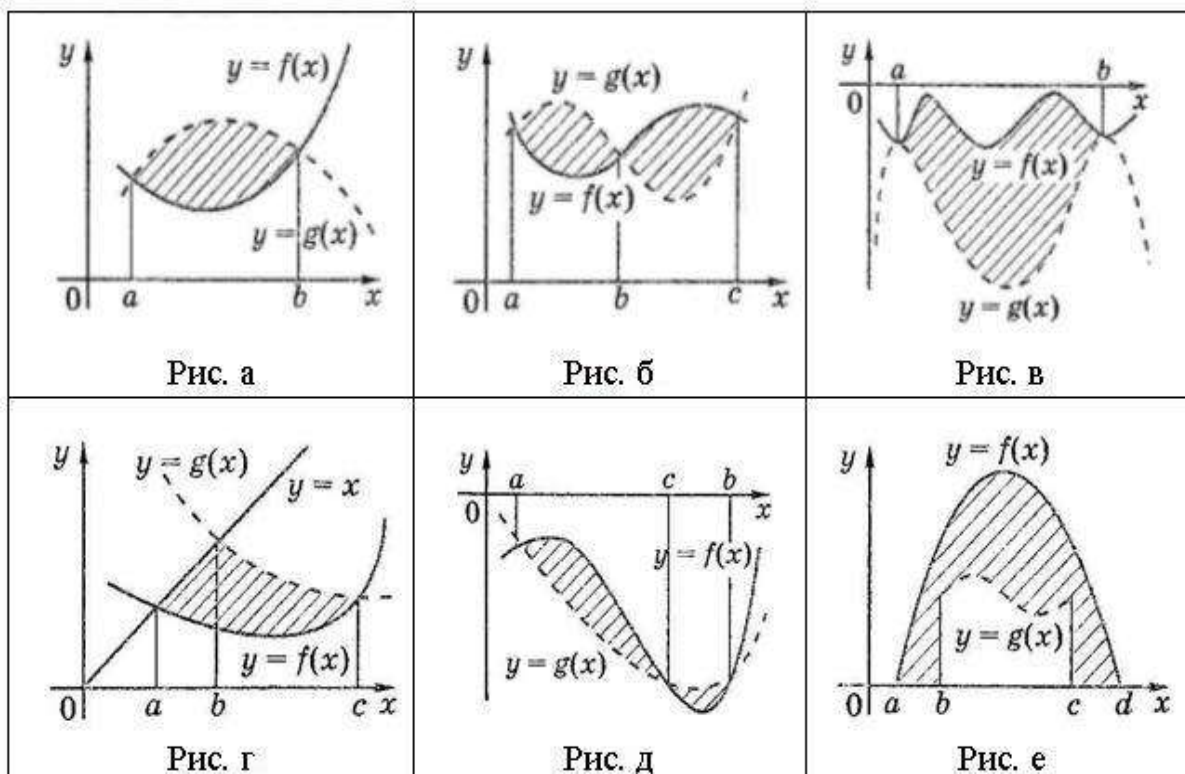 y
y = f(x)
y = g(x)
0
a
b
x
Рис. а
y
y = g(x)
y = f(x)
0
a
b
c
x
Рис. б
y
a
b
0
x
y = f(x)
y = g(x)
Рис. в
y
y = g(x)
y = x
y = f(x)
0
a
b
c
x
Рис. г
y
a
c
b
0
x
y = f(x)
y = g(x)
Рис. д
y
y = f(x)
y = g(x)
0
a
b
c
d
x
Рис. е